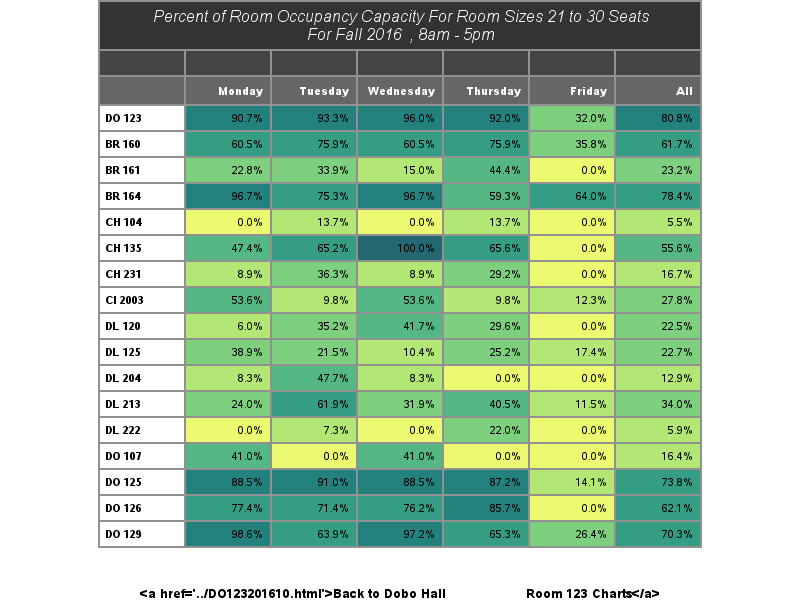 Percent of Room Occupancy Capacity For Room Sizes 21 to 30 Seats
For Fall 2016 , 8am - 5pm
Monday Tuesday Wednesday Thursday Friday All
DO 123 90.7% 93.3% 96.0% 92.0% 32.0% 80.8%
BR 160 60.5% 75.9% 60.5% 75.9% 35.8% 61.7%
BR 161 22.8% 33.9% 15.0% 44.4% 0.0% 23.2%
BR 164 96.7% 75.3% 96.7% 59.3% 64.0% 78.4%
CH 104 0.0% 13.7% 0.0% 13.7% 0.0% 5.5%
CH 135 47.4% 65.2% 100.0% 65.6% 0.0% 55.6%
CH 231 8.9% 36.3% 8.9% 29.2% 0.0% 16.7%
CI 2003 53.6% 9.8% 53.6% 9.8% 12.3% 27.8%
DL 120 6.0% 35.2% 41.7% 29.6% 0.0% 22.5%
DL 125 38.9% 21.5% 10.4% 25.2% 17.4% 22.7%
DL 204 8.3% 47.7% 8.3% 0.0% 0.0% 12.9%
DL 213 24.0% 61.9% 31.9% 40.5% 11.5% 34.0%
DL 222 0.0% 7.3% 0.0% 22.0% 0.0% 5.9%
DO 107 41.0% 0.0% 41.0% 0.0% 0.0% 16.4%
DO 125 88.5% 91.0% 88.5% 87.2% 14.1% 73.8%
DO 126 77.4% 71.4% 76.2% 85.7% 0.0% 62.1%
DO 129 98.6% 63.9% 97.2% 65.3% 26.4% 70.3%
<a href='../DO123201610.html'>Back to Dobo Hall Room 123 Charts</a>